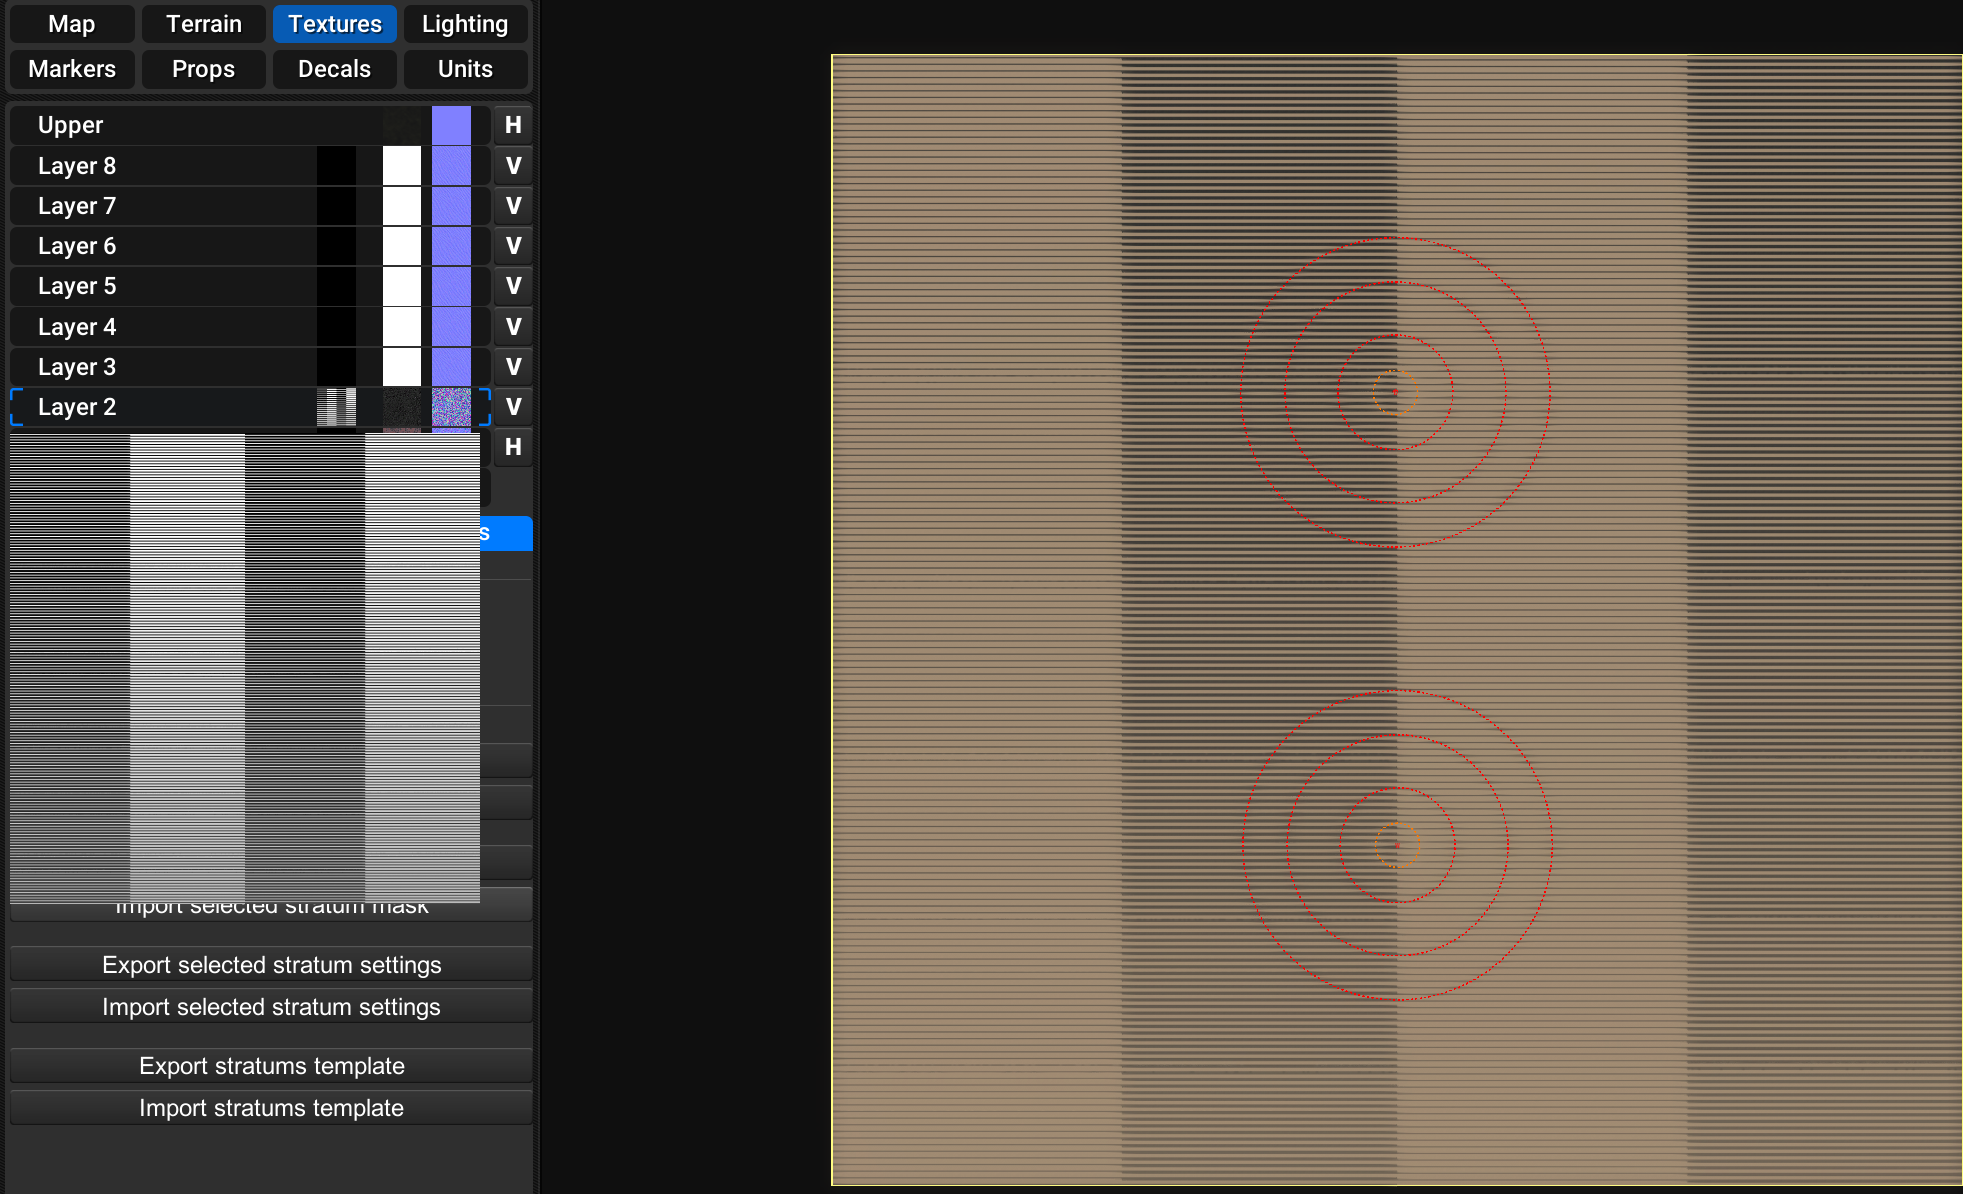 Map Terrain Textures Lighting
Markers Props Decals Units
Upper H
Layer 8 V
Layer 7 V
Layer 6 V
Layer 5 V
Layer 4 V
Layer 3 V
Layer 2 V
H
s
Import selected stratum mask
Export selected stratum settings
Import selected stratum settings
Export stratums template
Import stratums template